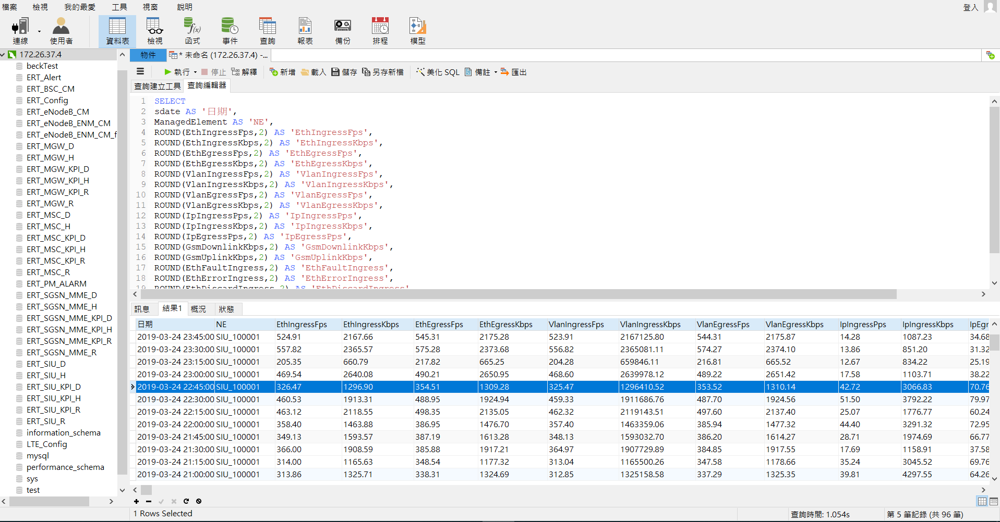 檔案 檢視 我的最愛 工具 視窗 說明 登入
連線 使用者 資料表 檢視 函式 事件 查詢 報表 備份 排程 模型
172.26.37.4
beckTest
ERT_Alert
ERT_BSC_CM
ERT_Config
ERT_eNodeB_CM
ERT_eNodeB_ENM_CM
ERT_eNodeB_ENM_CM_f
ERT_MGW_D
ERT_MGW_H
ERT_MGW_KPI_D
ERT_MGW_KPI_H
ERT_MGW_KPI_R
ERT_MGW_R
ERT_MSC_D
ERT_MSC_H
ERT_MSC_KPI_D
ERT_MSC_KPI_H
ERT_MSC_KPI_R
ERT_MSC_R
ERT_PM_ALARM
ERT_SGSN_MME_D
ERT_SGSN_MME_H
ERT_SGSN_MME_KPI_D
ERT_SGSN_MME_KPI_H
ERT_SGSN_MME_KPI_R
ERT_SGSN_MME_R
ERT_SIU_D
ERT_SIU_H
ERT_SIU_KPI_D
ERT_SIU_KPI_H
ERT_SIU_KPI_R
ERT_SIU_R
information_schema
LTE_Config
mysql
performance_schema
sys
test
物件 * 未命名 (172.26.37.4) -...
執行 停止 解釋 新增 載入 儲存 另存新檔 美化 SQL 備註 匯出
查詢建立工具 查詢編輯器
1 SELECT
2 sdate AS '日期',
3 ManagedElement AS 'NE',
4 ROUND(EthIngressFps,2) AS 'EthIngressFps',
5 ROUND(EthIngressKbps,2) AS 'EthIngressKbps',
6 ROUND(EthEgressFps,2) AS 'EthEgressFps',
7 ROUND(EthEgressKbps,2) AS 'EthEgressKbps',
8 ROUND(VlanIngressFps,2) AS 'VlanIngressFps',
9 ROUND(VlanIngressKbps,2) AS 'VlanIngressKbps',
10 ROUND(VlanEgressFps,2) AS 'VlanEgressFps',
11 ROUND(VlanEgressKbps,2) AS 'VlanEgressKbps',
12 ROUND(IpIngressPps,2) AS 'IpIngressPps',
13 ROUND(IpIngressKbps,2) AS 'IpIngressKbps',
14 ROUND(IpEgressPps,2) AS 'IpEgressPps',
15 ROUND(GsmDownlinkKbps,2) AS 'GsmDownlinkKbps',
16 ROUND(GsmUplinkKbps,2) AS 'GsmUplinkKbps',
17 ROUND(EthFaultIngress,2) AS 'EthFaultIngress',
18 ROUND(EthErrorIngress,2) AS 'EthErrorIngress',
19 ROUND(EthDiscardIngress,2) AS 'EthDiscardIngress'
訊息 結果1 概況 狀態
日期 NE EthIngressFps EthIngressKbps EthEgressFps EthEgressKbps VlanIngressFps VlanIngressKbps VlanEgressFps VlanEgressKbps IpIngressPps IpIngressKbps IpEgr
2019-03-24 23:45:00 SIU_100001 524.91 2167.66 545.31 2175.28 523.91 2167125.80 544.31 2175.87 14.28 1087.23 34.68
2019-03-24 23:30:00 SIU_100001 557.82 2365.57 575.28 2373.68 556.82 2365081.11 574.27 2374.10 13.86 851.20 31.32
2019-03-24 23:15:00 SIU_100001 205.35 660.79 217.82 665.25 204.28 659846.11 216.81 665.52 12.67 834.22 25.19
2019-03-24 23:00:00 SIU_100001 469.54 2640.08 490.21 2650.95 468.60 2639978.12 489.22 2651.42 17.58 1103.71 38.22
2019-03-24 22:45:00 SIU_100001 326.47 1296.90 354.51 1309.28 325.47 1296410.52 353.52 1310.14 42.72 3066.83 70.76
2019-03-24 22:30:00 SIU_100001 460.53 1913.31 488.95 1924.94 459.33 1911686.76 487.70 1924.56 51.50 3792.22 79.97
2019-03-24 22:15:00 SIU_100001 463.12 2118.55 498.35 2135.05 462.32 2119143.51 497.60 2137.40 25.07 1776.77 60.24
2019-03-24 22:00:00 SIU_100001 358.40 1463.88 386.95 1476.70 357.40 1463359.06 385.94 1477.32 44.40 3291.32 72.95
2019-03-24 21:45:00 SIU_100001 349.13 1593.57 387.19 1613.28 348.13 1593032.70 386.20 1614.27 28.71 1974.69 66.77
2019-03-24 21:30:00 SIU_100001 366.00 1908.59 385.88 1917.21 364.97 1907729.89 384.85 1917.55 17.69 1158.91 37.58
2019-03-24 21:15:00 SIU_100001 314.00 1165.63 348.54 1177.32 313.04 1165500.26 347.58 1178.66 35.24 3045.52 69.76
2019-03-24 21:00:00 SIU_100001 313.86 1325.71 338.31 1324.69 312.85 1325158.58 337.29 1325.35 39.81 4297.55 64.26
1 Rows Selected 查詢時間: 1.054s 第 5 筆記錄 (共 96 筆)